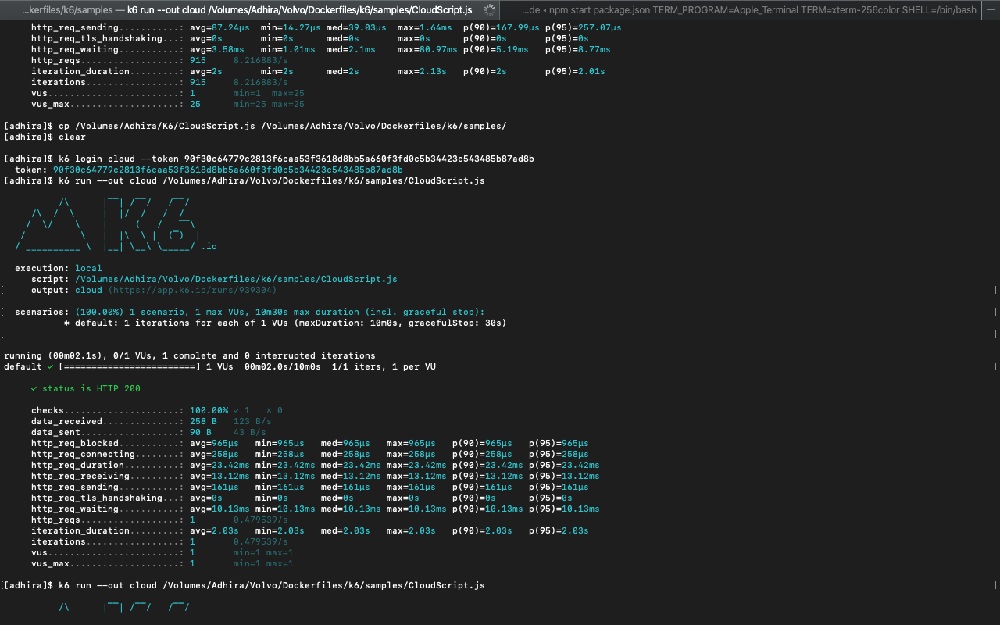 ...kerfiles/k6/samples — k6 run --out cloud /Volumes/Adhira/Volvo/Dockerfiles/k6/samples/CloudScript.js
...de ◂ npm start package.json TERM_PROGRAM=Apple_Terminal TERM=xterm-256color SHELL=/bin/bash
http_req_sending...........: avg=87.24µs min=14.27µs med=39.03µs max=1.64ms p(90)=167.99µs p(95)=257.07µs
http_req_tls_handshaking...: avg=0s min=0s med=0s max=0s p(90)=0s p(95)=0s
http_req_waiting...........: avg=3.58ms min=1.01ms med=2.1ms max=80.97ms p(90)=5.19ms p(95)=8.77ms
http_reqs..................: 915 8.216883/s
iteration_duration.........: avg=2s min=2s med=2s max=2.13s p(90)=2s p(95)=2.01s
iterations.................: 915 8.216883/s
vus........................: 1 min=1 max=25
vus_max....................: 25 min=25 max=25
[adhira]$ cp /Volumes/Adhira/K6/CloudScript.js /Volumes/Adhira/Volvo/Dockerfiles/k6/samples/
[adhira]$ clear
[adhira]$ k6 login cloud --token 90f30c64779c2813f6caa53f3618d8bb5a660f3fd0c5b34423c543485b87ad8b
token: 90f30c64779c2813f6caa53f3618d8bb5a660f3fd0c5b34423c543485b87ad8b
[adhira]$ k6 run --out cloud /Volumes/Adhira/Volvo/Dockerfiles/k6/samples/CloudScript.js
K6 .io
execution: local
script: /Volumes/Adhira/Volvo/Dockerfiles/k6/samples/CloudScript.js
output: cloud (https://app.k6.io/runs/939304)
scenarios: (100.00%) 1 scenario, 1 max VUs, 10m30s max duration (incl. graceful stop):
* default: 1 iterations for each of 1 VUs (maxDuration: 10m0s, gracefulStop: 30s)
running (00m02.1s), 0/1 VUs, 1 complete and 0 interrupted iterations
default ✓ [========================] 1 VUs 00m02.0s/10m0s 1/1 iters, 1 per VU
✓ status is HTTP 200
checks.....................: 100.00% ✓ 1 ✗ 0
data_received..............: 258 B 123 B/s
data_sent..................: 90 B 43 B/s
http_req_blocked...........: avg=965µs min=965µs med=965µs max=965µs p(90)=965µs p(95)=965µs
http_req_connecting........: avg=258µs min=258µs med=258µs max=258µs p(90)=258µs p(95)=258µs
http_req_duration..........: avg=23.42ms min=23.42ms med=23.42ms max=23.42ms p(90)=23.42ms p(95)=23.42ms
http_req_receiving.........: avg=13.12ms min=13.12ms med=13.12ms max=13.12ms p(90)=13.12ms p(95)=13.12ms
http_req_sending...........: avg=161µs min=161µs med=161µs max=161µs p(90)=161µs p(95)=161µs
http_req_tls_handshaking...: avg=0s min=0s med=0s max=0s p(90)=0s p(95)=0s
http_req_waiting...........: avg=10.13ms min=10.13ms med=10.13ms max=10.13ms p(90)=10.13ms p(95)=10.13ms
http_reqs..................: 1 0.479539/s
iteration_duration.........: avg=2.03s min=2.03s med=2.03s max=2.03s p(90)=2.03s p(95)=2.03s
iterations.................: 1 0.479539/s
vus........................: 1 min=1 max=1
vus_max....................: 1 min=1 max=1
[adhira]$ k6 run --out cloud /Volumes/Adhira/Volvo/Dockerfiles/k6/samples/CloudScript.js